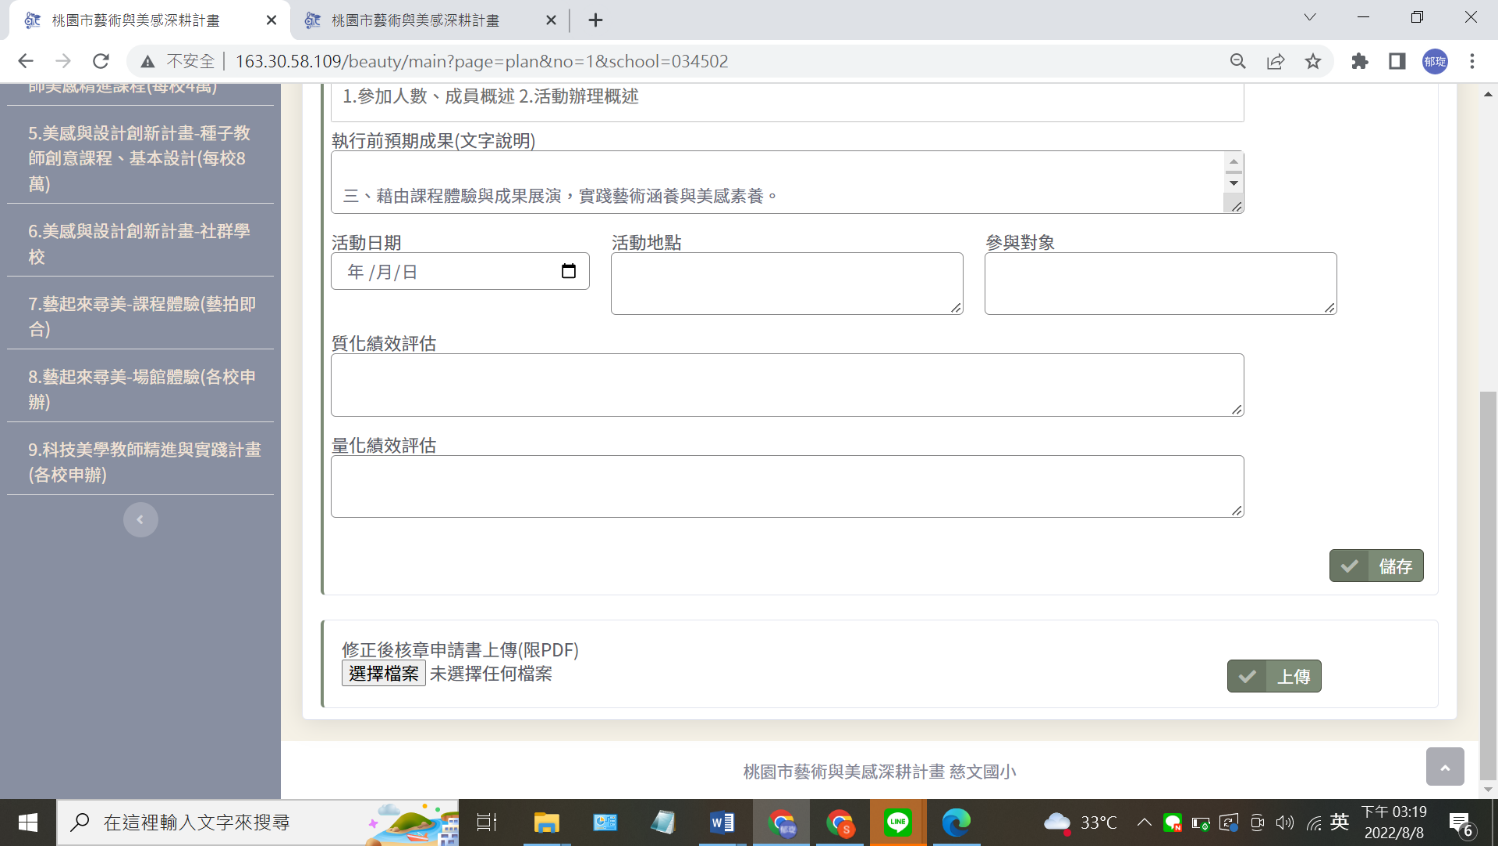 桃園市藝術與美感深耕計畫
桃園市藝術與美感深耕計畫
不安全
163.30.58.109/beauty/main?page=plan&no=1&school=034502
郁琁
師美感精進課程(每校4萬)
5.美感與設計創新計畫-種子教
師創意課程、基本設計(每校8
萬)
6.美感與設計創新計畫-社群學
校
7.藝起來尋美-課程體驗(藝拍即
合)
8.藝起來尋美-場館體驗(各校申
辦)
9.科技美學教師精進與實踐計畫
(各校申辦)
1.參加人數、成員概述 2.活動辦理概述
執行前預期成果(文字說明)
三、藉由課程體驗與成果展演，實踐藝術涵養與美感素養。
活動日期
活動地點
參與對象
年 /月/日
質化績效評估
量化績效評估
儲存
修正後核章申請書上傳(限PDF)
選擇檔案 未選擇任何檔案
上傳
桃園市藝術與美感深耕計畫 慈文國小
在這裡輸入文字來搜尋
33°C
英
下午 03:19
2022/8/8
6